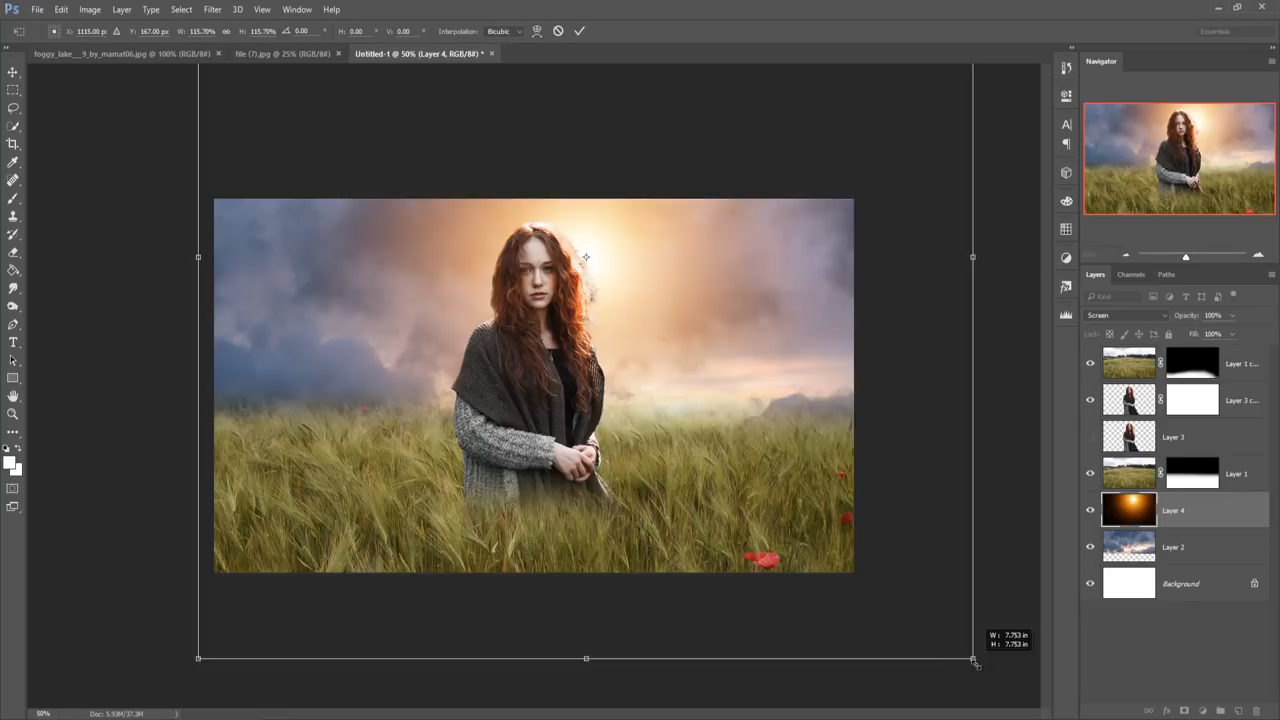 Ps File Edit Image Layer Type Select Filter 3D View Window Help
X: 1115.00 p: Y: 167.00 px W: 115.70% H: 115.70% 0.00 ° H: 0.00 ° V: 0.00 ° Interpolation: Bicubic Essentials
foggy_lake__9_by_mamat06.jpg @ 100% (RGB/8#) × file (7).jpg @ 25% (RGB/8#) × Untitled-1 @ 50% (Layer 4, RGB/8#) * ×
Navigator
Layers Channels Paths
Kind
Screen Opacity: 100%
Lock: Fill: 100%
Layer 1 c...
Layer 3 c...
Layer 3
Layer 1
Layer 4
Layer 2
Background
W: 7.753 in
H: 7.753 in
50% Doc: 5.93M/37.3M